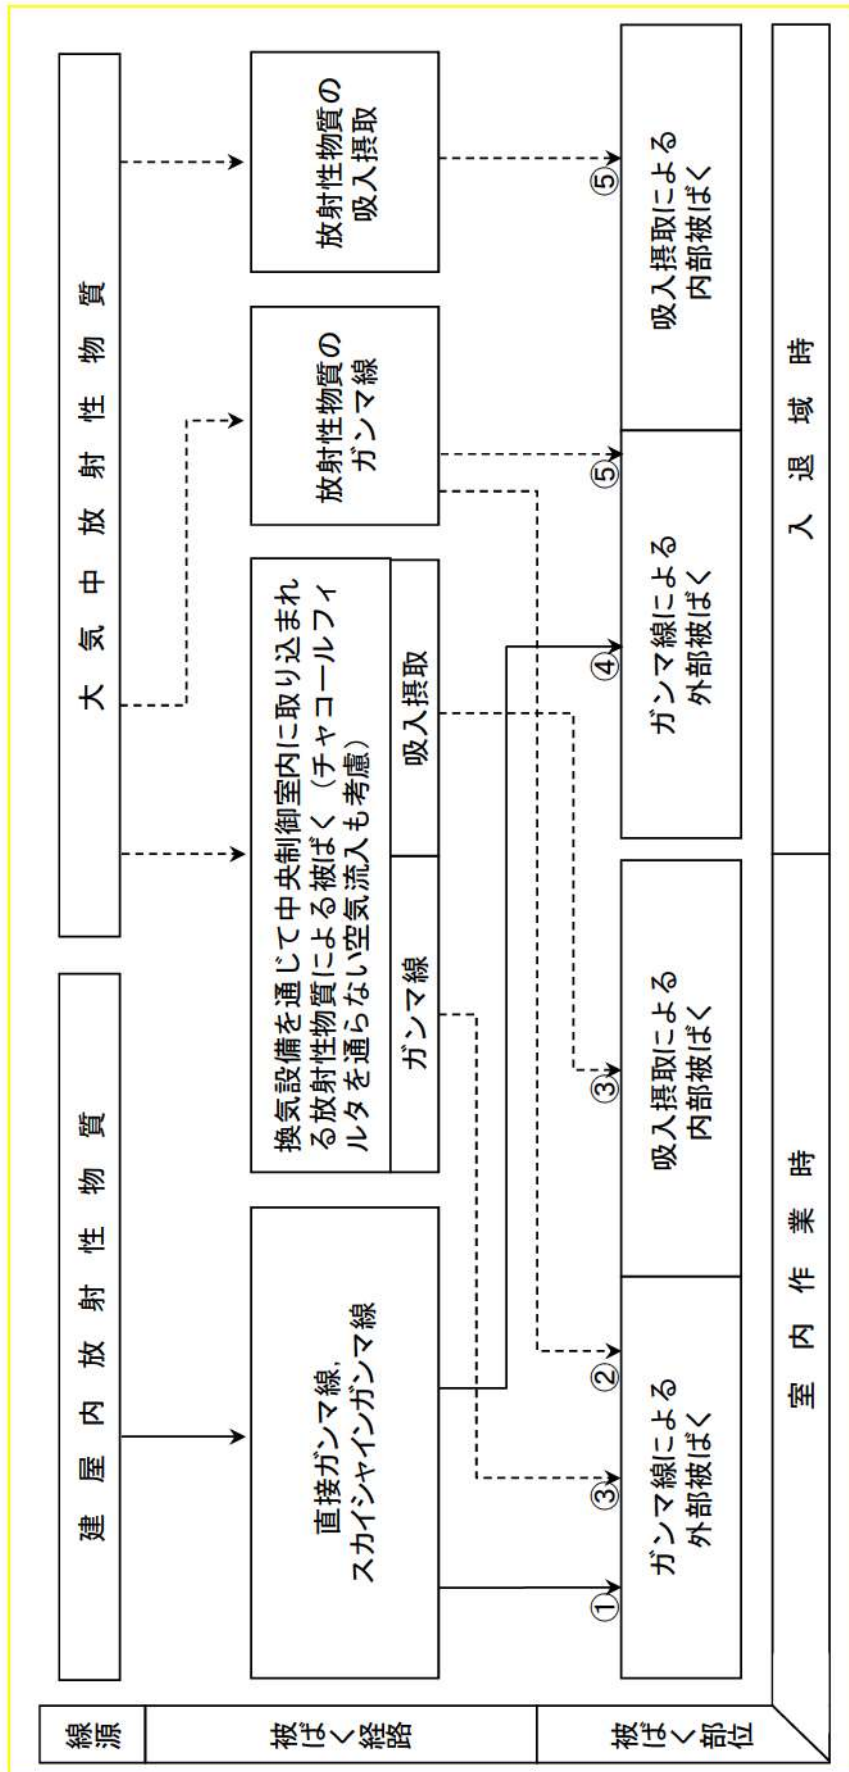 線源
建屋内放射性物質
大気中放射性物質
被ばく経路
直接ガンマ線,
スカイシャインガンマ線
換気設備を通じて中央制御室内に取り込まれ
る放射性物質による被ばく（チャコールフィ
ルタを通らない空気流入も考慮）
ガンマ線
吸入摂取
放射性物質の
ガンマ線
放射性物質の
吸入摂取
①
③
②
③
④
⑤
⑤
被ばく部位
ガンマ線による
外部被ばく
吸入摂取による
内部被ばく
ガンマ線による
外部被ばく
吸入摂取による
内部被ばく
室内作業時
入退域時